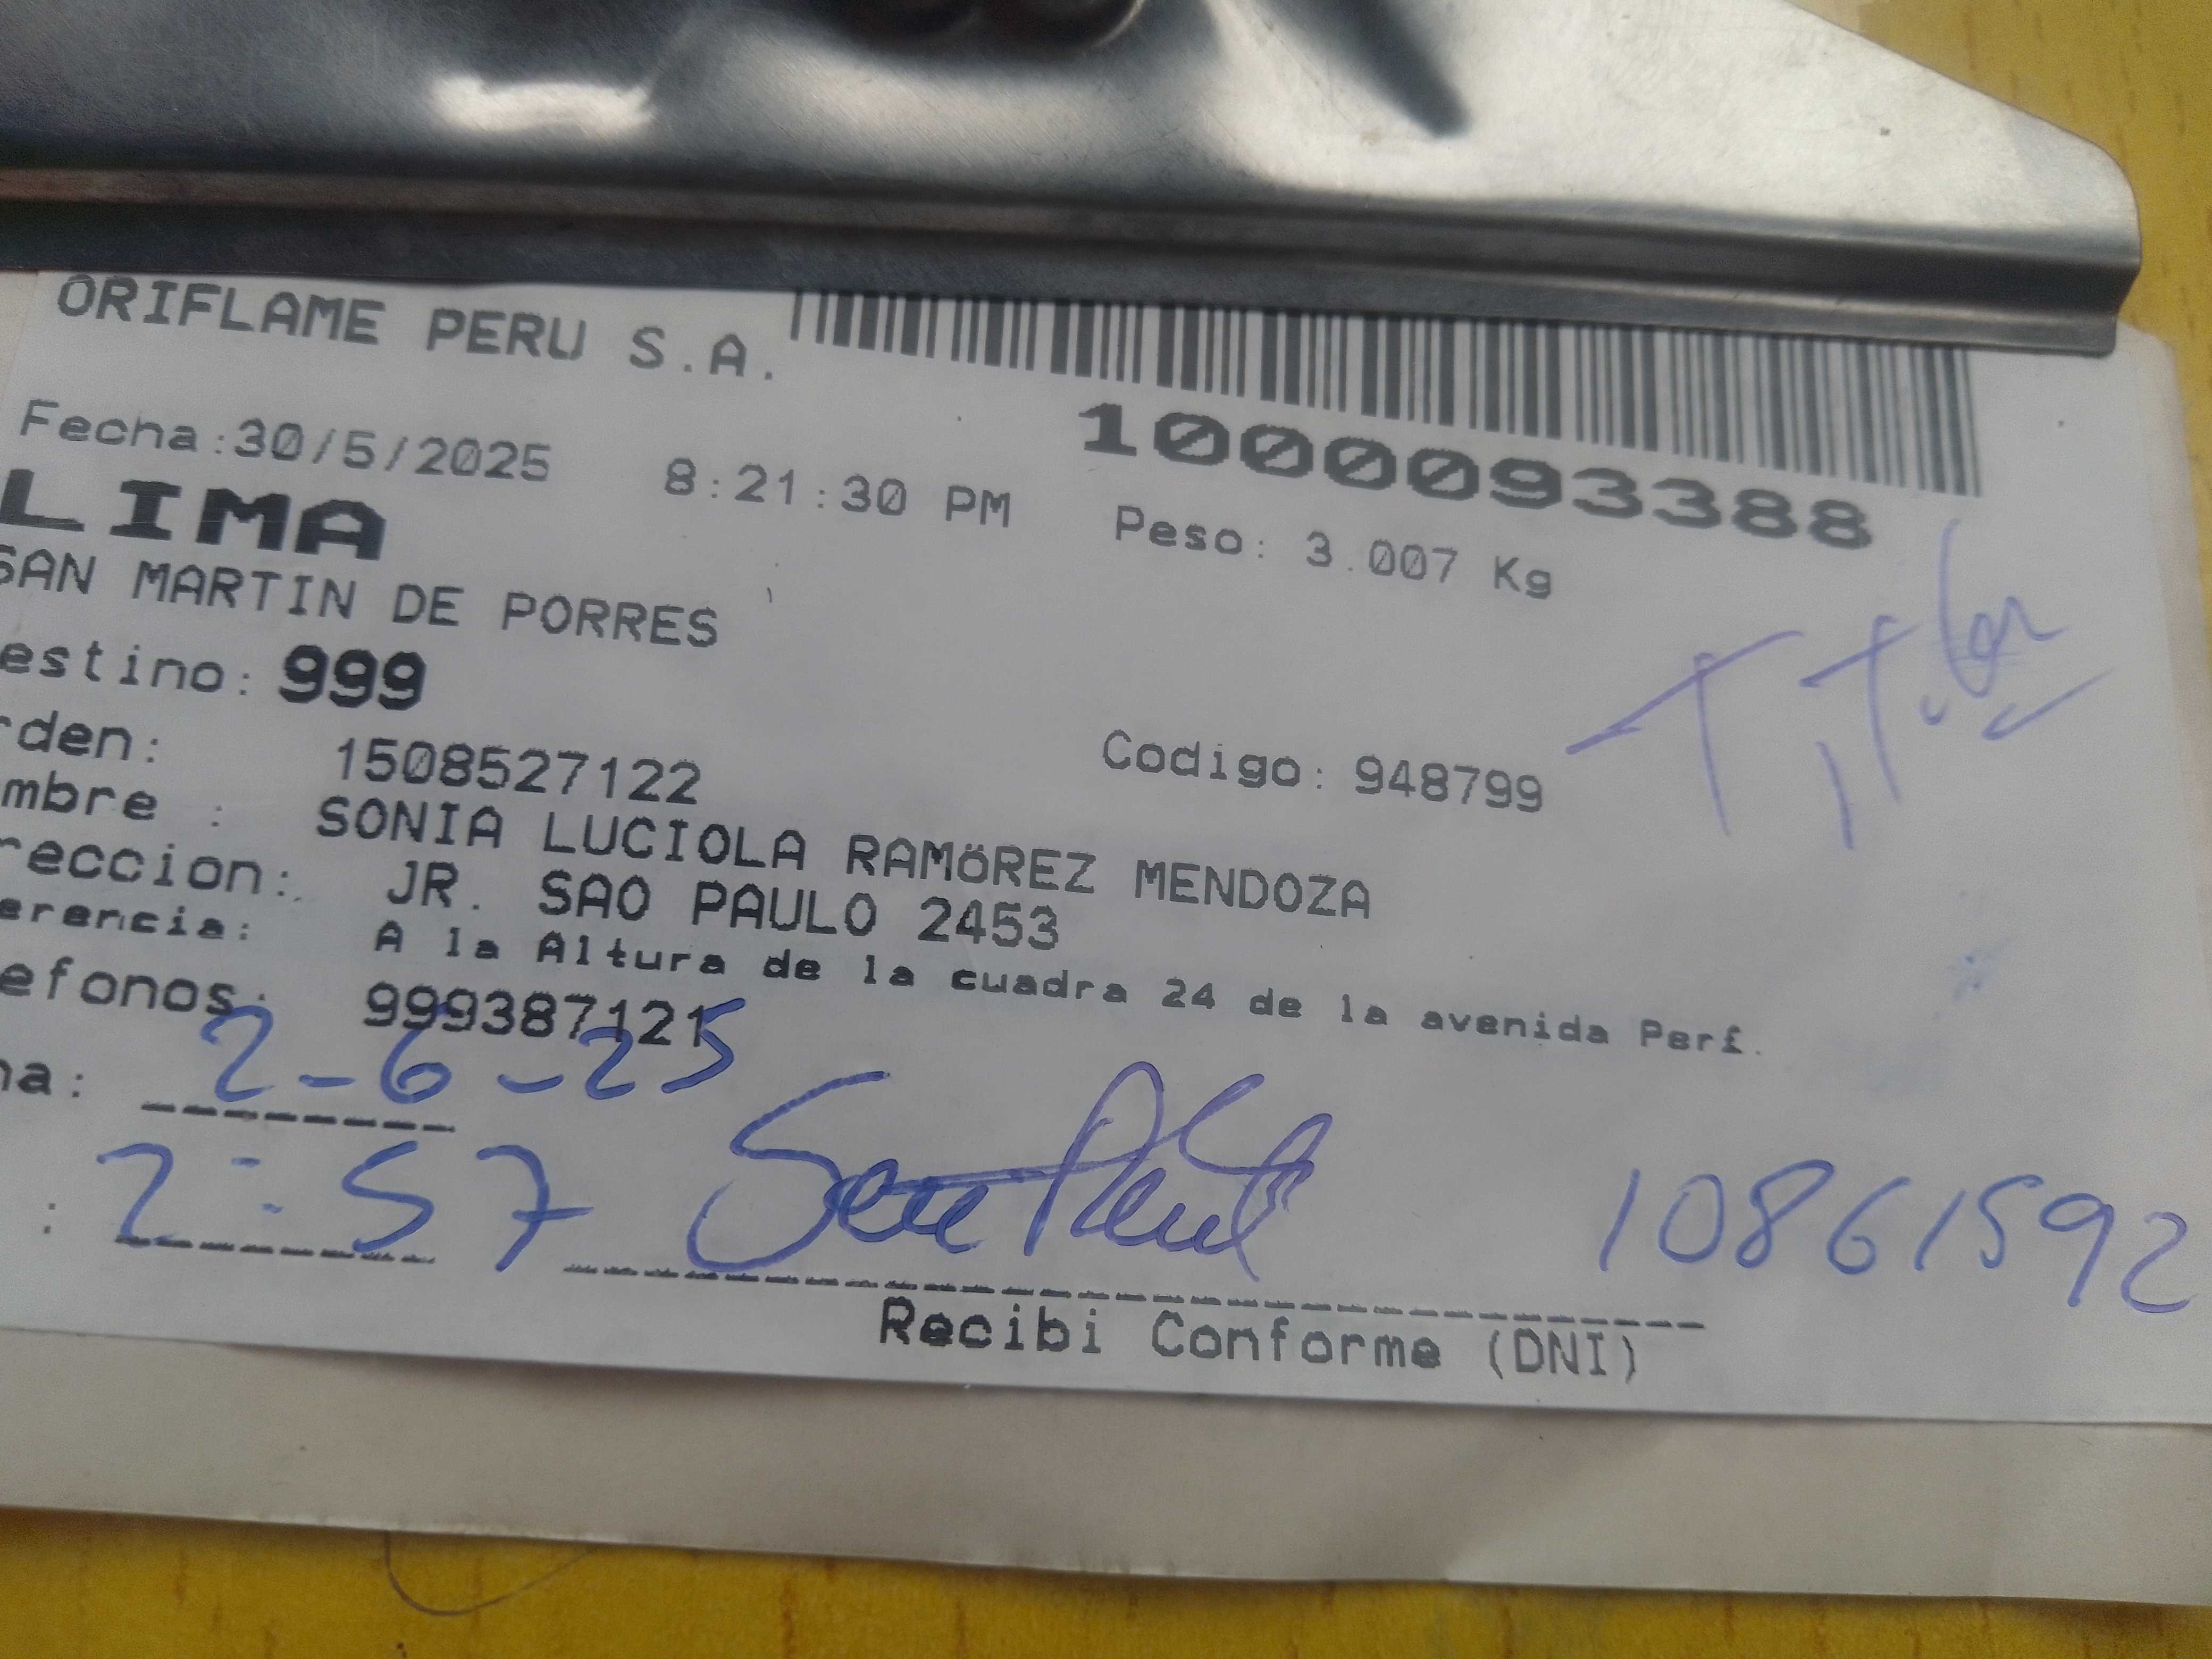 ORIFLAME PERU S.A.
1000093388
Fecha:30/5/2025 8:21:30 PM Peso: 3.007 Kg
LIMA
SAN MARTIN DE PORRES
estino: 999
Titular
rden: 1508527122 Codigo: 948799
mbre : SONIA LUCIOLA RAMÖREZ MENDOZA
reccion: JR. SAO PAULO 2453
erencia: A la Altura de la cuadra 24 de la avenida Perï.
efonos: 999387121
ha: 2-6-25
: 2:57 10861592
Recibi Conforme (DNI)